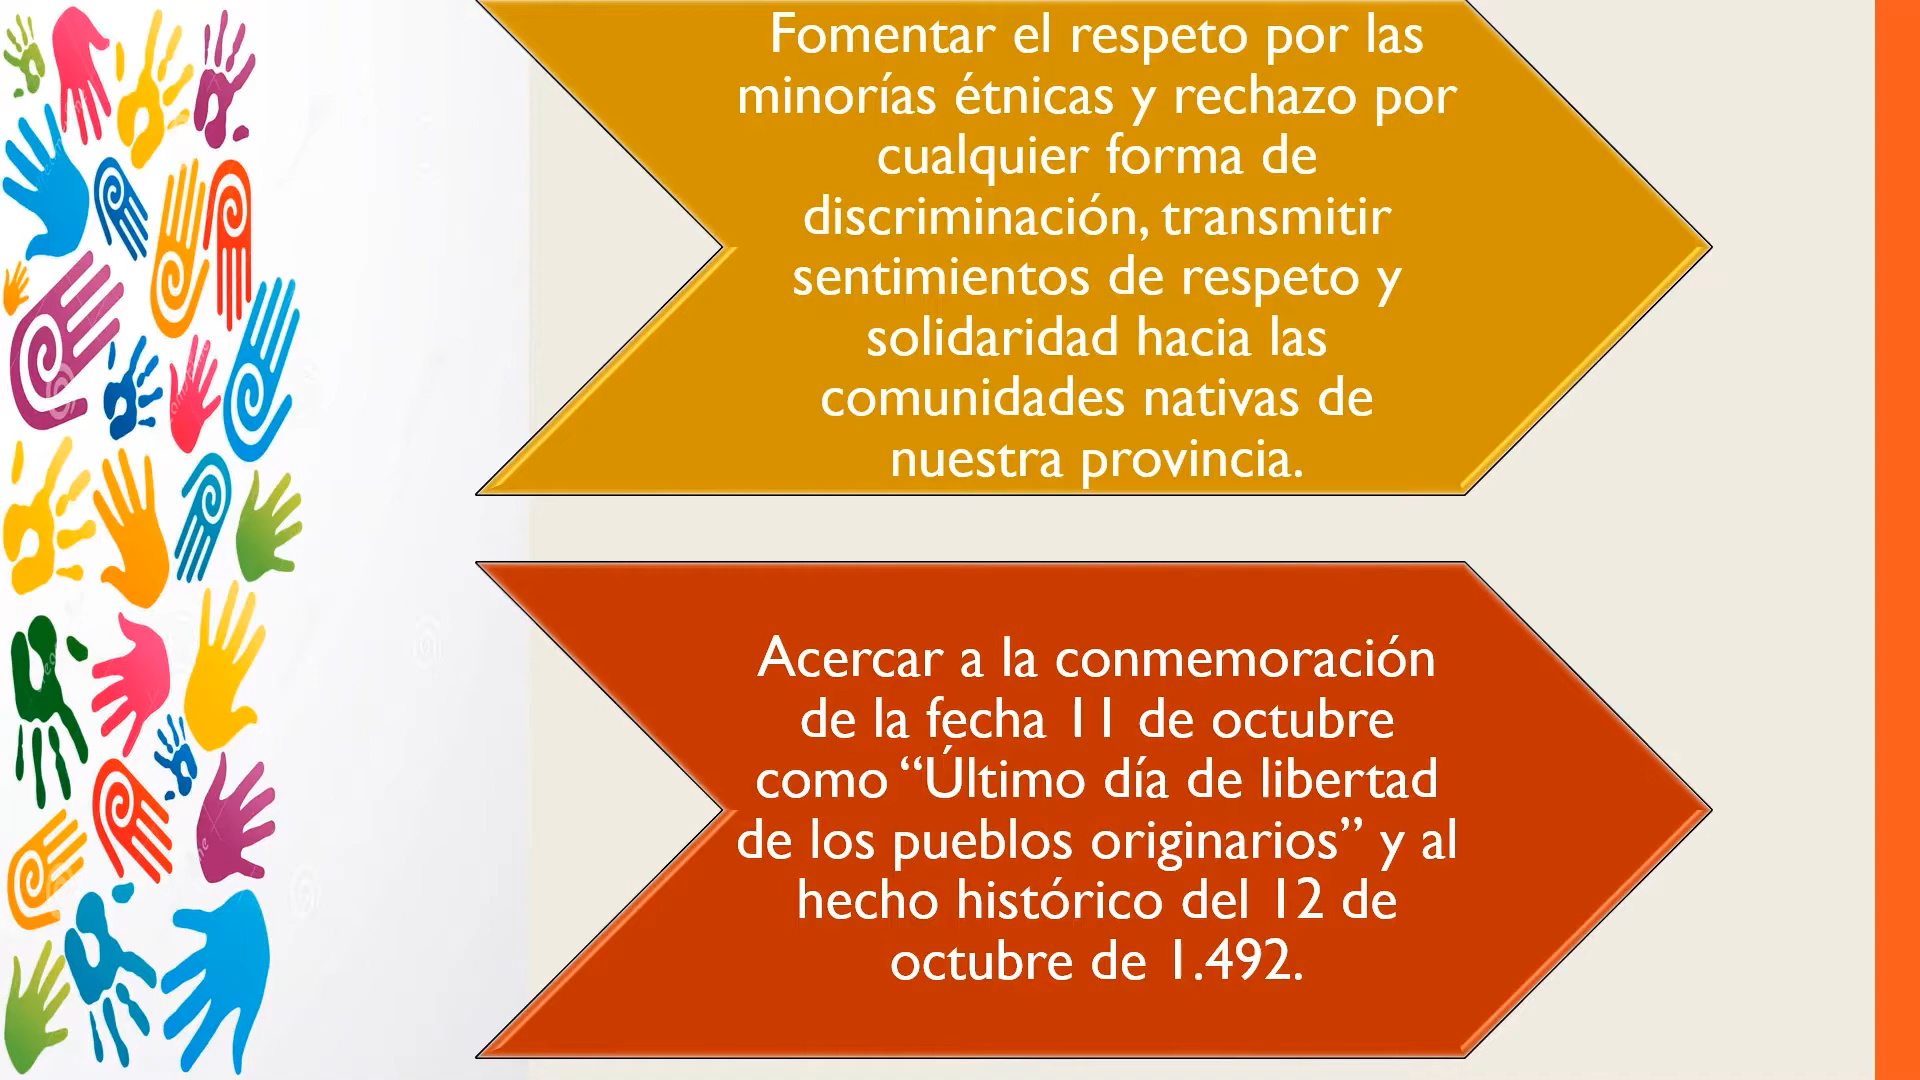 Fomentar el respeto por las
minorías étnicas y rechazo por
cualquier forma de
discriminación, transmitir
sentimientos de respeto y
solidaridad hacia las
comunidades nativas de
nuestra provincia.
Acercar a la conmemoración
de la fecha 11 de octubre
como “Último día de libertad
de los pueblos originarios” y al
hecho histórico del 12 de
octubre de 1.492.